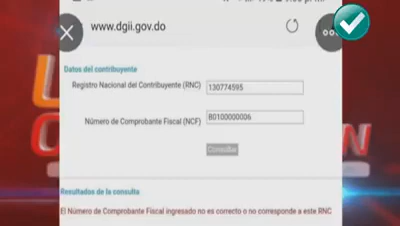 www.dgii.gov.do
Datos del contribuyente
Registro Nacional del Contribuyente (RNC) 130774595
Número de Comprobante Fiscal (NCF) 80100000006
Consultar
Resultados de la consulta
El Número de Comprobante Fiscal ingresado no es correcto o no corresponde a este RNC